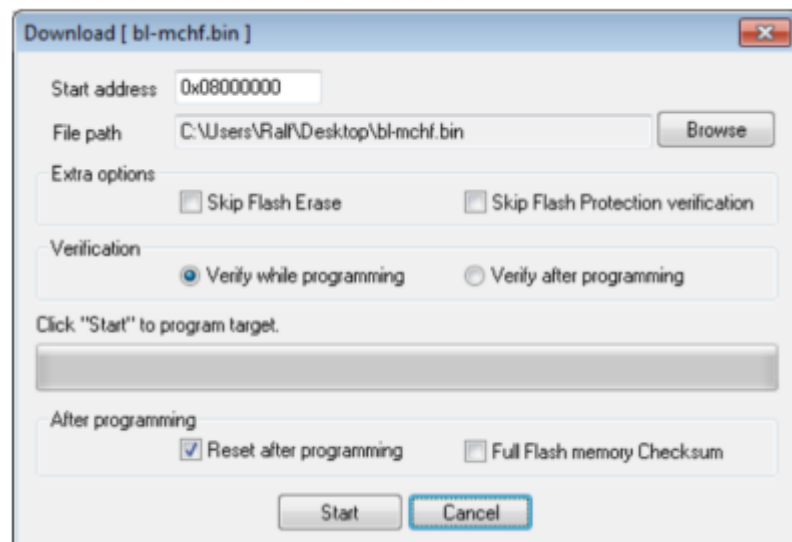 Download [ bl-mchf.bin ]
Start address 0x08000000
File path C:\Users\Ralf\Desktop\bl-mchf.bin Browse
Extra options
Skip Flash Erase Skip Flash Protection verification
Verification
Verify while programming Verify after programming
Click "Start" to program target.
After programming
Reset after programming Full Flash memory Checksum
Start Cancel